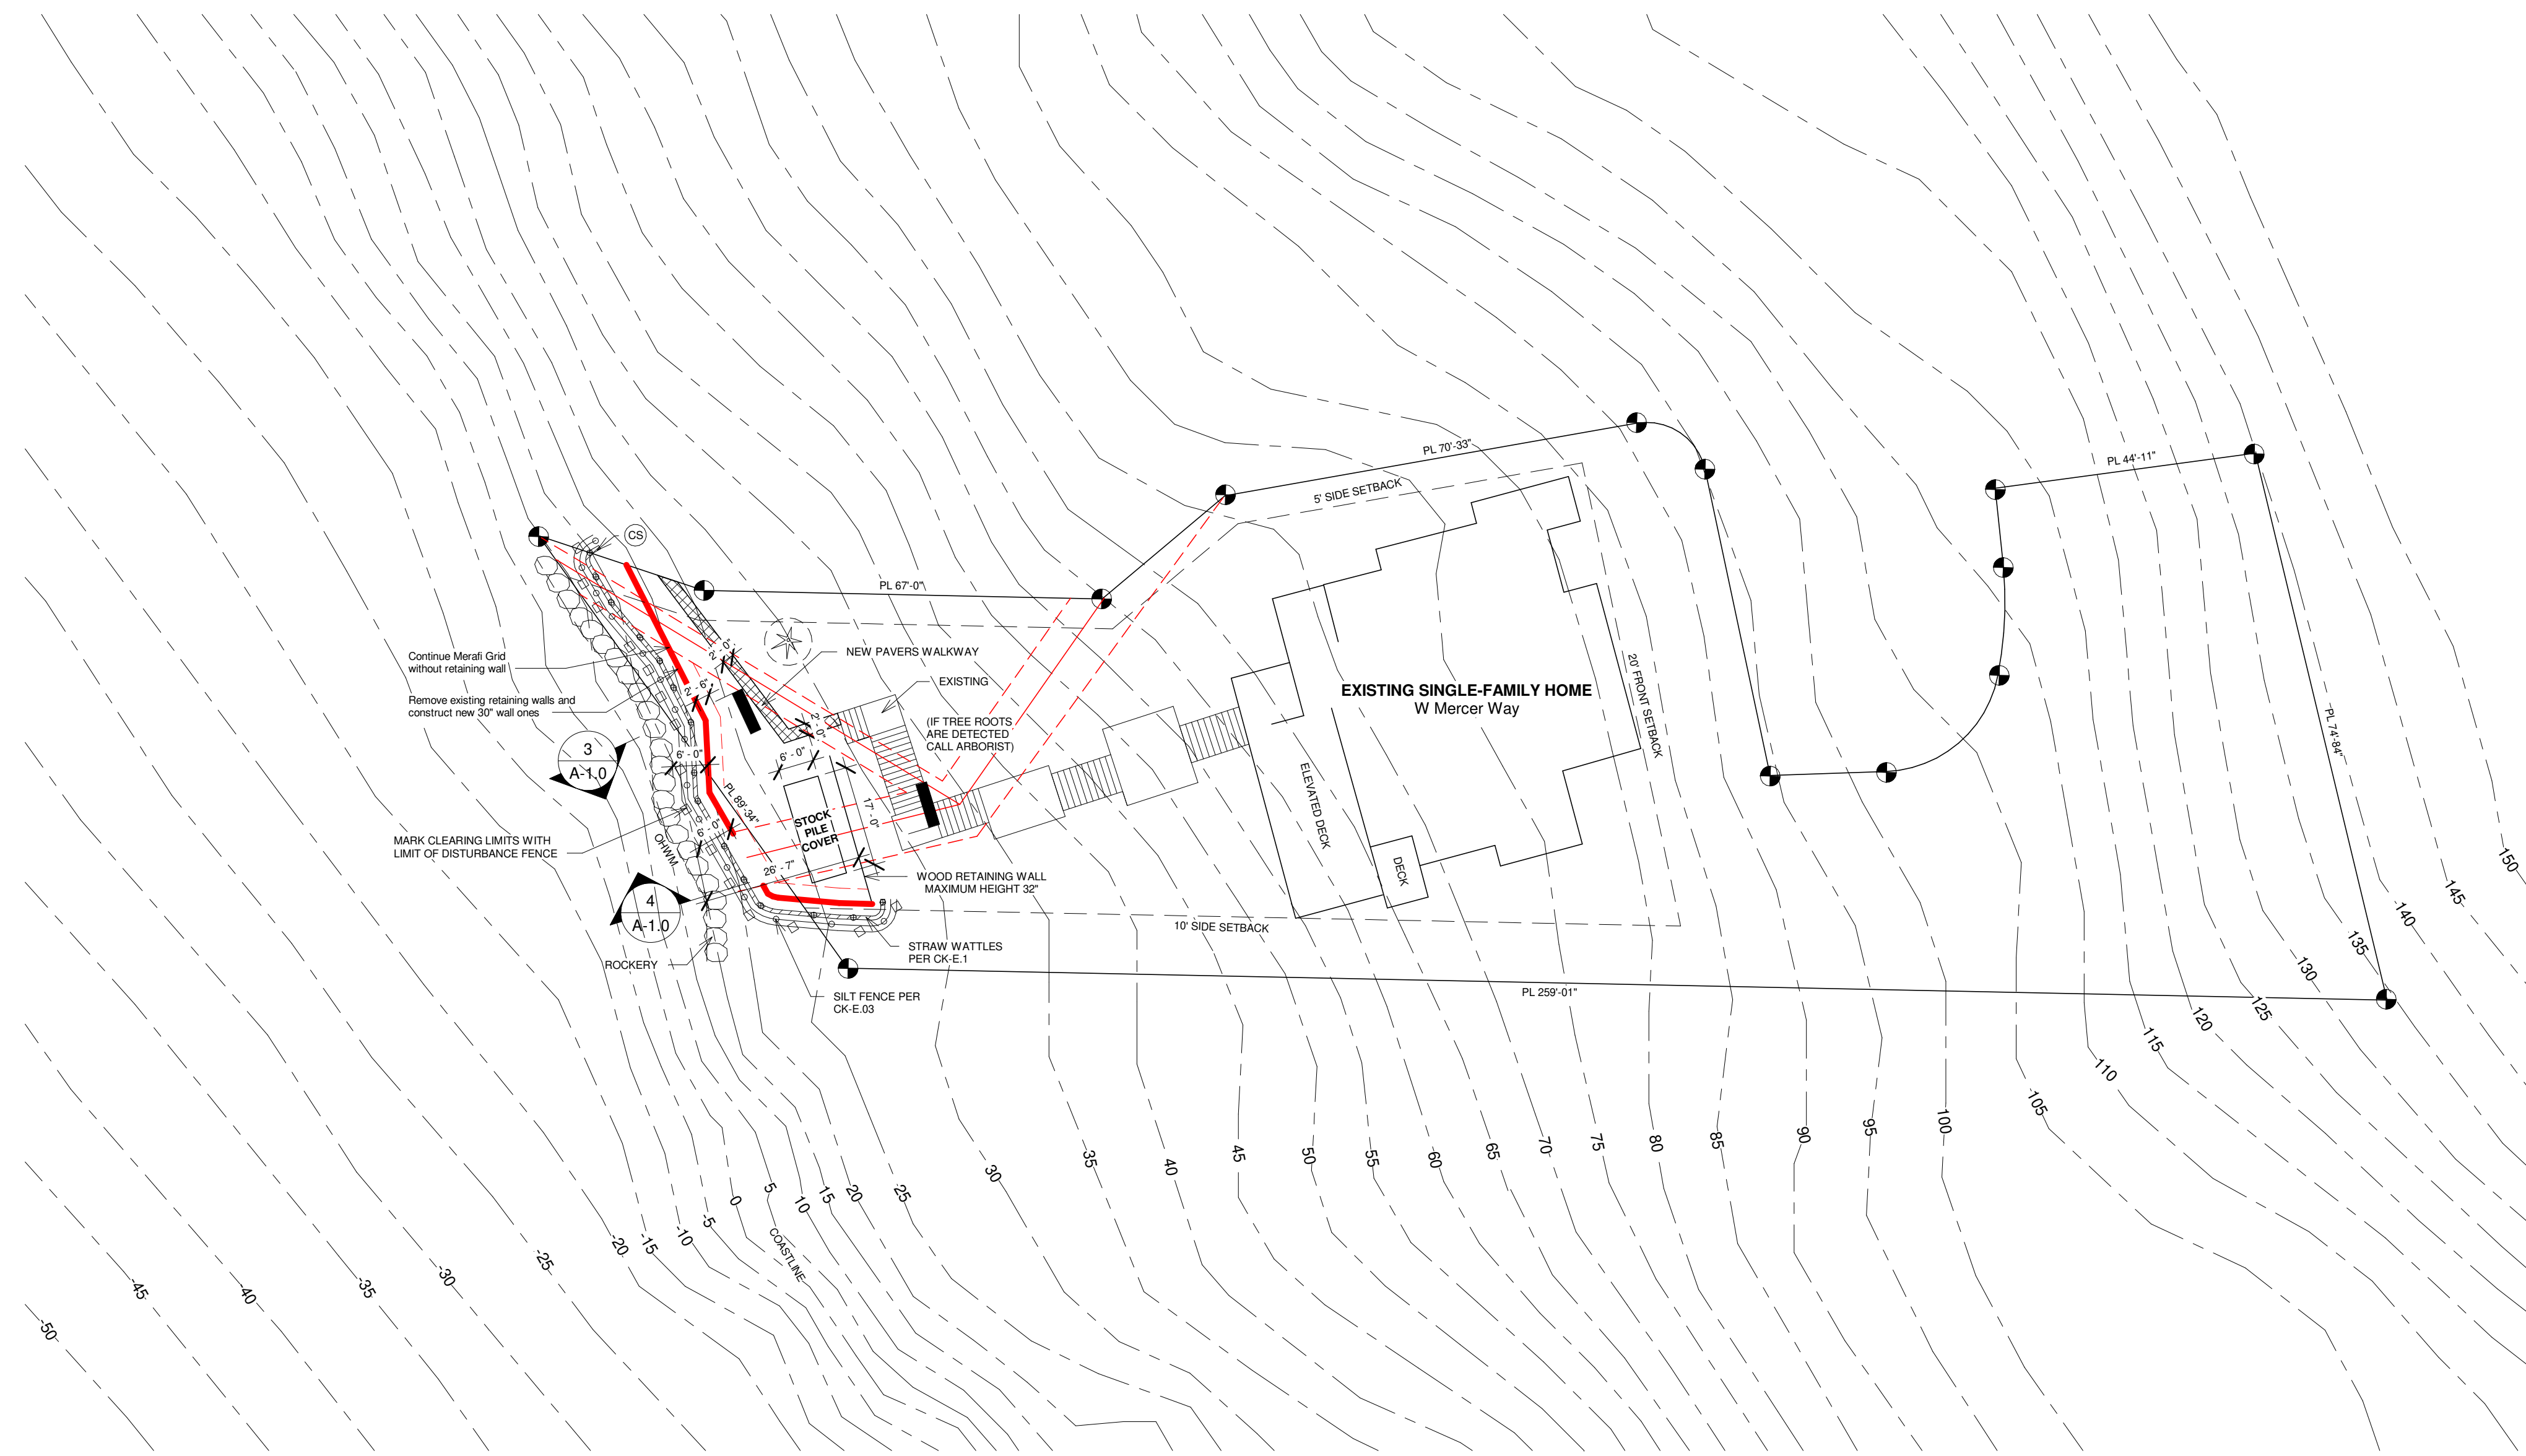 PL 70'-33"
PL 44'-11"
5' SIDE SETBACK
CS
PL 67'-0"
Continue Merafi Grid
without retaining wall
2' - 0"
NEW PAVERS WALKWAY
EXISTING
2' - 6"
Remove existing retaining walls and
construct new 30" wall ones
(IF TREE ROOTS
ARE DETECTED
CALL ARBORIST)
2' - 0"
EXISTING SINGLE-FAMILY HOME
W Mercer Way
20' FRONT SETBACK
PL 74'-84"
3
A-1.0
6' - 0"
6' - 0"
PL 89'-34"
17' - 0"
STOCK
PILE
COVER
ELEVATED DECK
6' - 0"
MARK CLEARING LIMITS WITH
LIMIT OF DISTURBANCE FENCE
OHWM
26' - 7"
WOOD RETAINING WALL
MAXIMUM HEIGHT 32"
DECK
4
A-1.0
10' SIDE SETBACK
STRAW WATTLES
PER CK-E.1
ROCKERY
SILT FENCE PER
CK-E.03
PL 259'-01"
COASTLINE
-50
-45
-40
-35
-30
-25
-20
-15
-10
-5
0
5
10
15
20
25
30
35
40
45
50
55
60
65
70
75
80
85
90
95
100
105
110
115
120
125
130
135
140
145
150